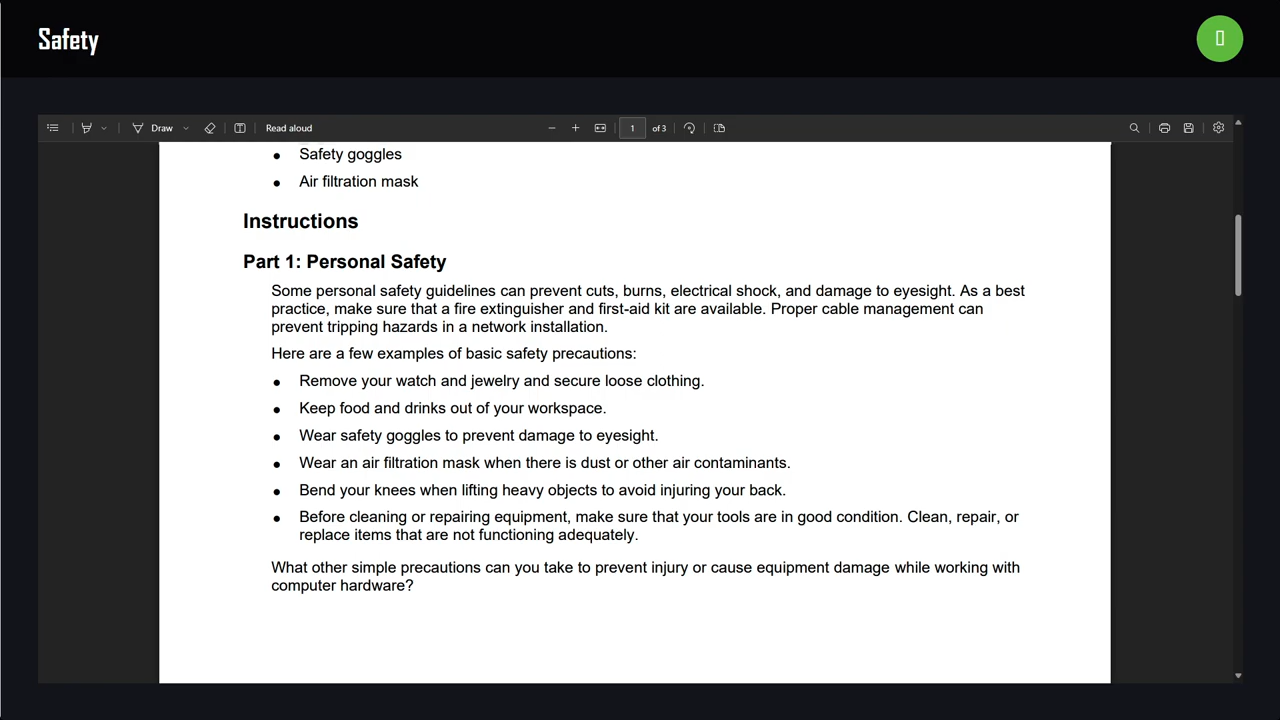 Safety
Draw
Read aloud
1 of 3
• Safety goggles
• Air filtration mask
Instructions
Part 1: Personal Safety
Some personal safety guidelines can prevent cuts, burns, electrical shock, and damage to eyesight. As a best
practice, make sure that a fire extinguisher and first-aid kit are available. Proper cable management can
prevent tripping hazards in a network installation.
Here are a few examples of basic safety precautions:
• Remove your watch and jewelry and secure loose clothing.
• Keep food and drinks out of your workspace.
• Wear safety goggles to prevent damage to eyesight.
• Wear an air filtration mask when there is dust or other air contaminants.
• Bend your knees when lifting heavy objects to avoid injuring your back.
• Before cleaning or repairing equipment, make sure that your tools are in good condition. Clean, repair, or
replace items that are not functioning adequately.
What other simple precautions can you take to prevent injury or cause equipment damage while working with
computer hardware?